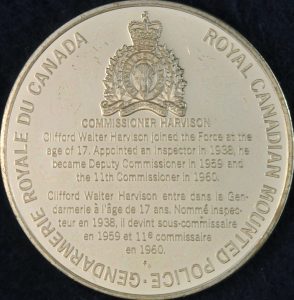 GENDARMERIE ROYALE DU CANADA
ROYAL CANADIAN MOUNTED POLICE
COMMISSIONER HARVISON
Clifford Walter Harvison joined the Force at the
age of 17. Appointed an Inspector in 1938, he
became Deputy Commissioner in 1959 and
the 11th Commissioner in 1960.
Clifford Walter Harvison entra dans la Gen-
darmerie à l'âge de 17 ans. Nommé inspec-
teur en 1938, il devint sous-commissaire
en 1959 et 11e commissaire
en 1960.